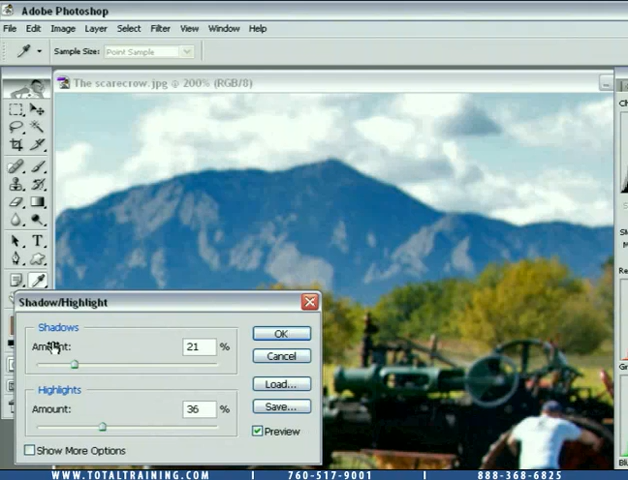 Adobe Photoshop
File Edit Image Layer Select Filter View Window Help
Sample Size: Point Sample
The scarecrow.jpg @ 200% (RGB/8)
Shadow/Highlight
Shadows
Amount: 21 %
OK
Cancel
Highlights
Load...
Amount: 36 %
Save...
Preview
Show More Options
WWW.TOTALTRAINING.COM | 760-517-9001 | 888-368-6825